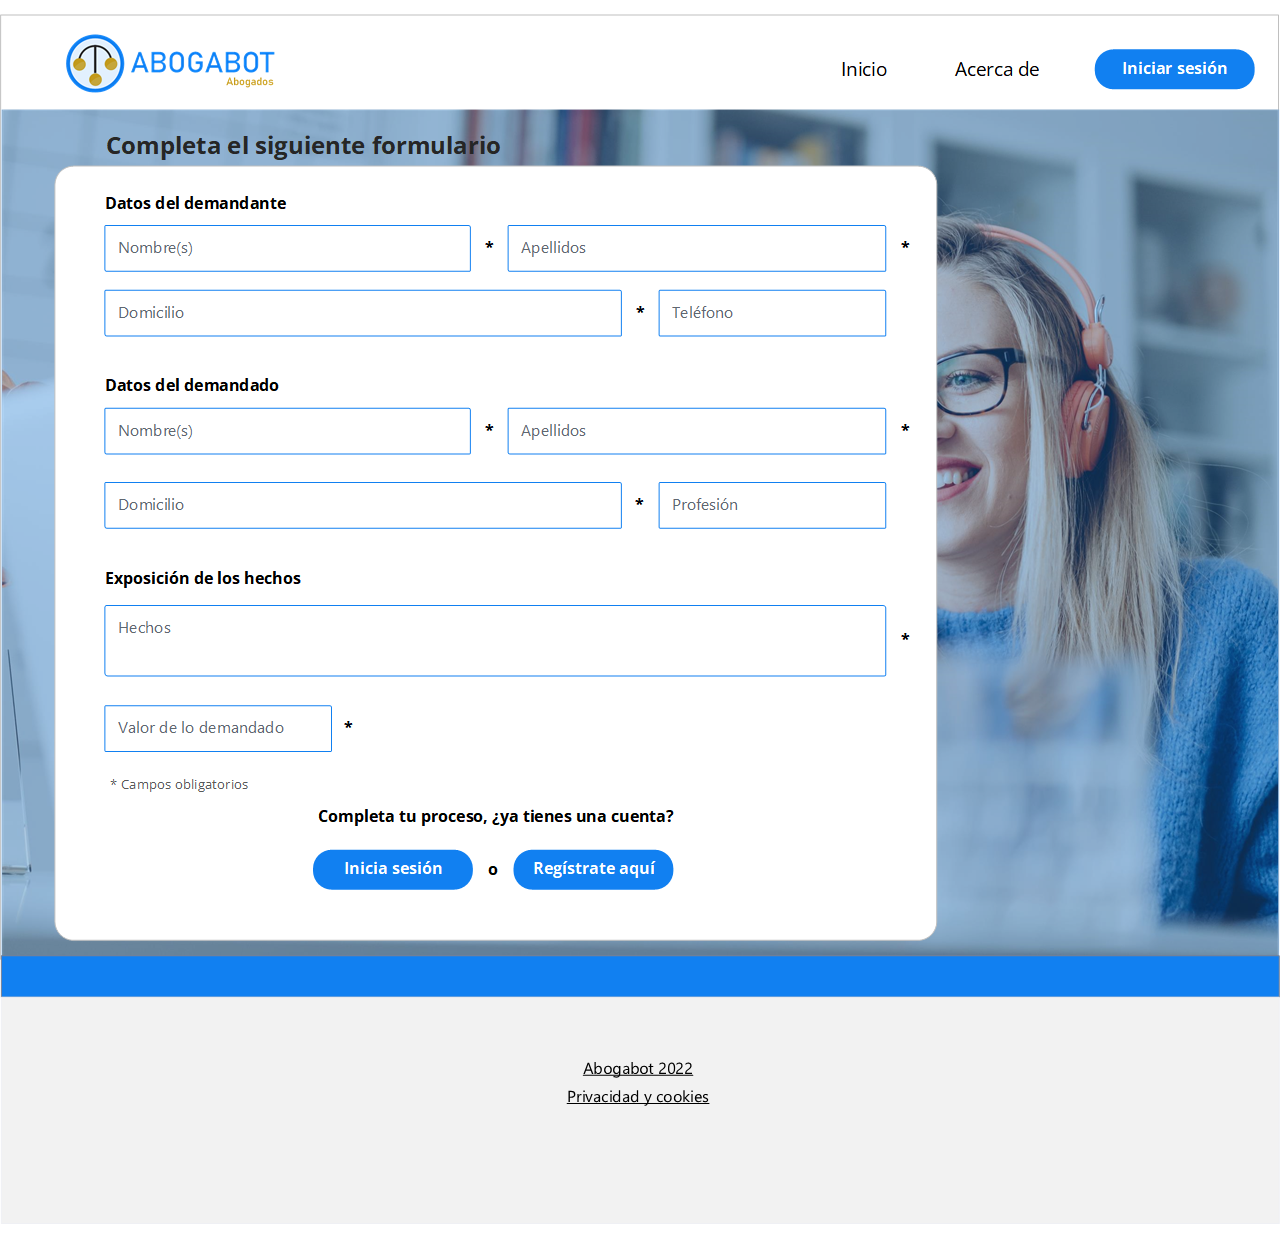 ABOGABOT
Abogados
Inicio
Acerca de
Iniciar sesión
Completa el siguiente formulario
Datos del demandante
Nombre(s) * Apellidos *
Domicilio * Teléfono
Datos del demandado
Nombre(s) * Apellidos *
Domicilio * Profesión
Exposición de los hechos
Hechos *
Valor de lo demandado *
* Campos obligatorios
Completa tu proceso, ¿ya tienes una cuenta?
Inicia sesión o Regístrate aquí
Abogabot 2022
Privacidad y cookies